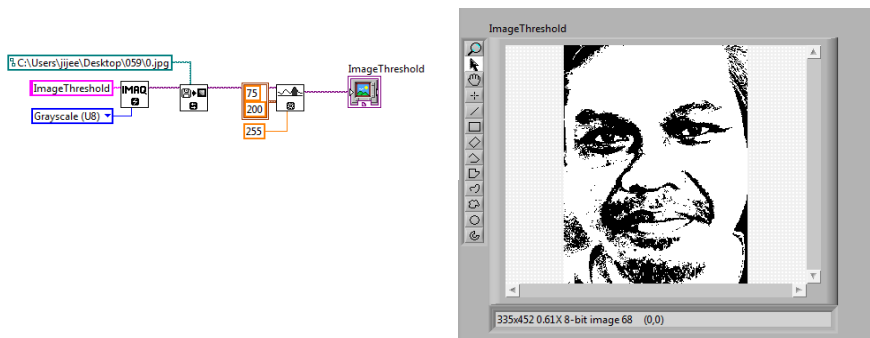 C:\Users\jijee\Desktop\059\0.jpg
ImageThreshold
IMAQ
Grayscale (U8)
75
200
255
ImageThreshold
ImageThreshold
335x452 0.61X 8-bit image 68 (0,0)